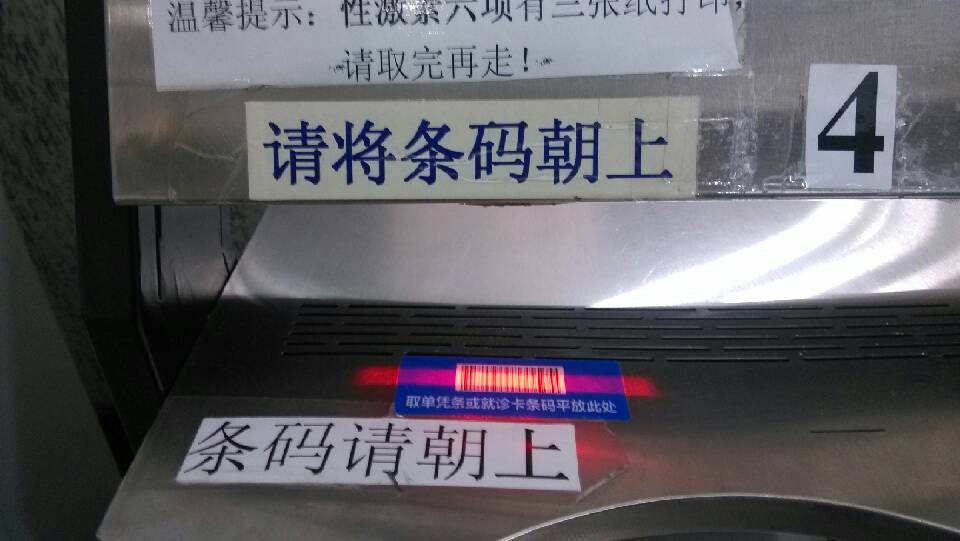 温馨提示：性激素六项有三张纸打印，
请取完再走！
请将条码朝上
4
取单凭条或就诊卡条码平放此处
条码请朝上